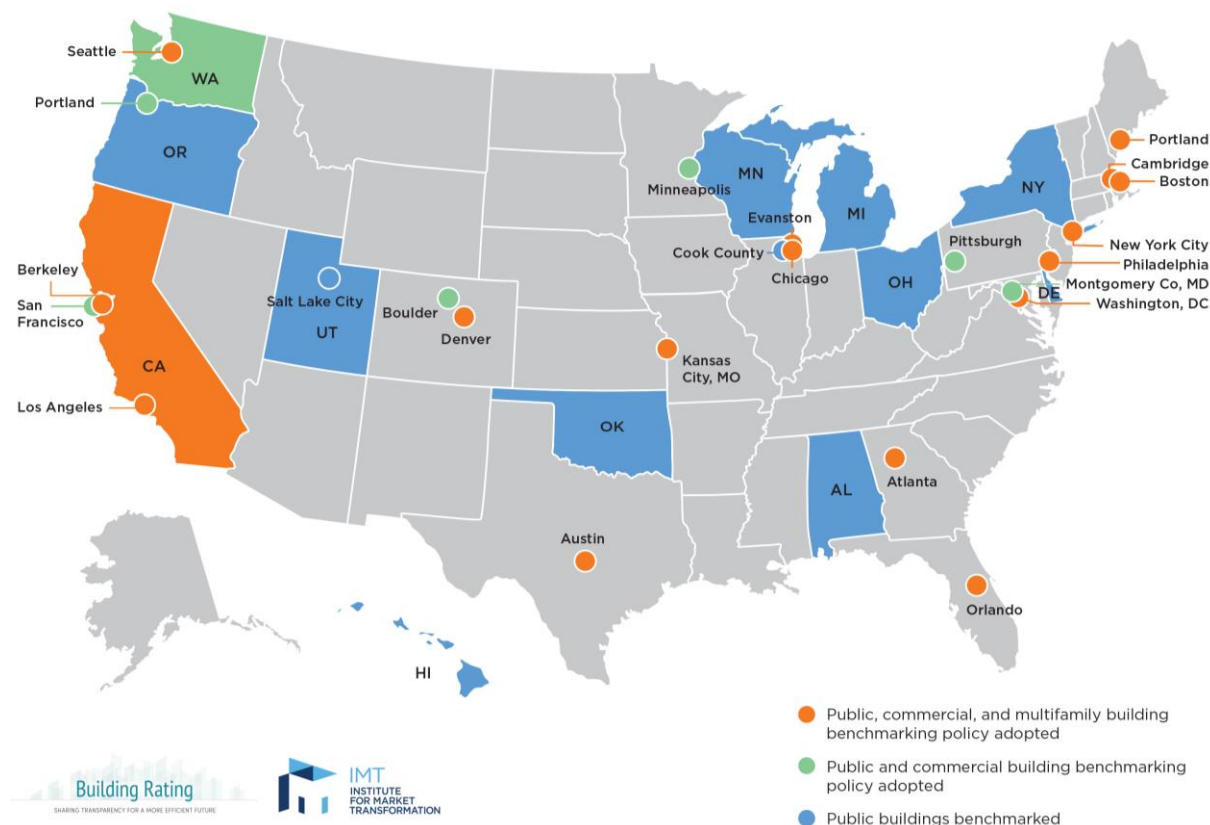 Seattle
WA
Portland
OR
Berkeley
San
Francisco
CA
Los Angeles
Salt Lake City
UT
Boulder
Denver
Minneapolis
MN
Evanston
Cook County
Chicago
MI
OH
Kansas
City, MO
OK
AL
Atlanta
Austin
Orlando
HI
NY
Pittsburgh
DE
Portland
Cambridge
Boston
New York City
Philadelphia
Montgomery Co, MD
Washington, DC
Public, commercial, and multifamily building
benchmarking policy adopted
Public and commercial building benchmarking
policy adopted
Public buildings benchmarked
Building Rating
SHARING TRANSPARENCY FOR A MORE EFFICIENT FUTURE
IMT
INSTITUTE
FOR MARKET
TRANSFORMATION